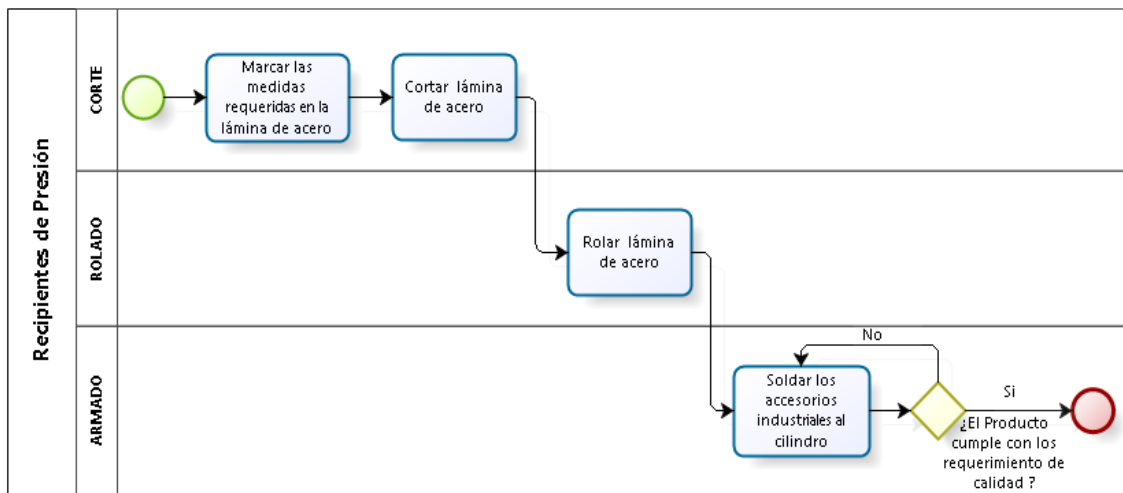 Recipientes de Presión
CORTE
Marcar las
medidas
requeridas en la
lámina de acero
Cortar lámina
de acero
ROLADO
Rolar lámina
de acero
ARMADO
Soldar los
accesorios
industriales al
cilindro
No
Si
¿El Producto
cumple con los
requerimiento de
calidad ?